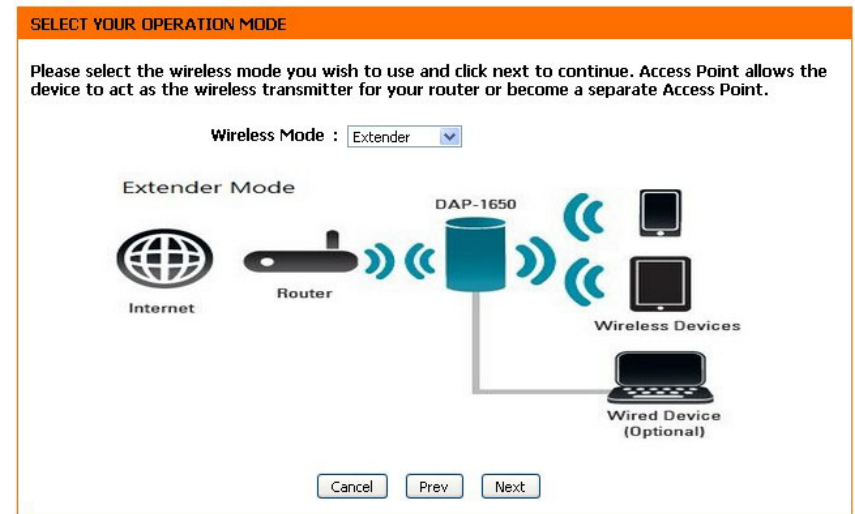 SELECT YOUR OPERATION MODE
Please select the wireless mode you wish to use and click next to continue. Access Point allows the
device to act as the wireless transmitter for your router or become a separate Access Point.
Wireless Mode : Extender
Extender Mode
DAP-1650
Internet
Router
Wireless Devices
Wired Device
(Optional)
Cancel Prev Next